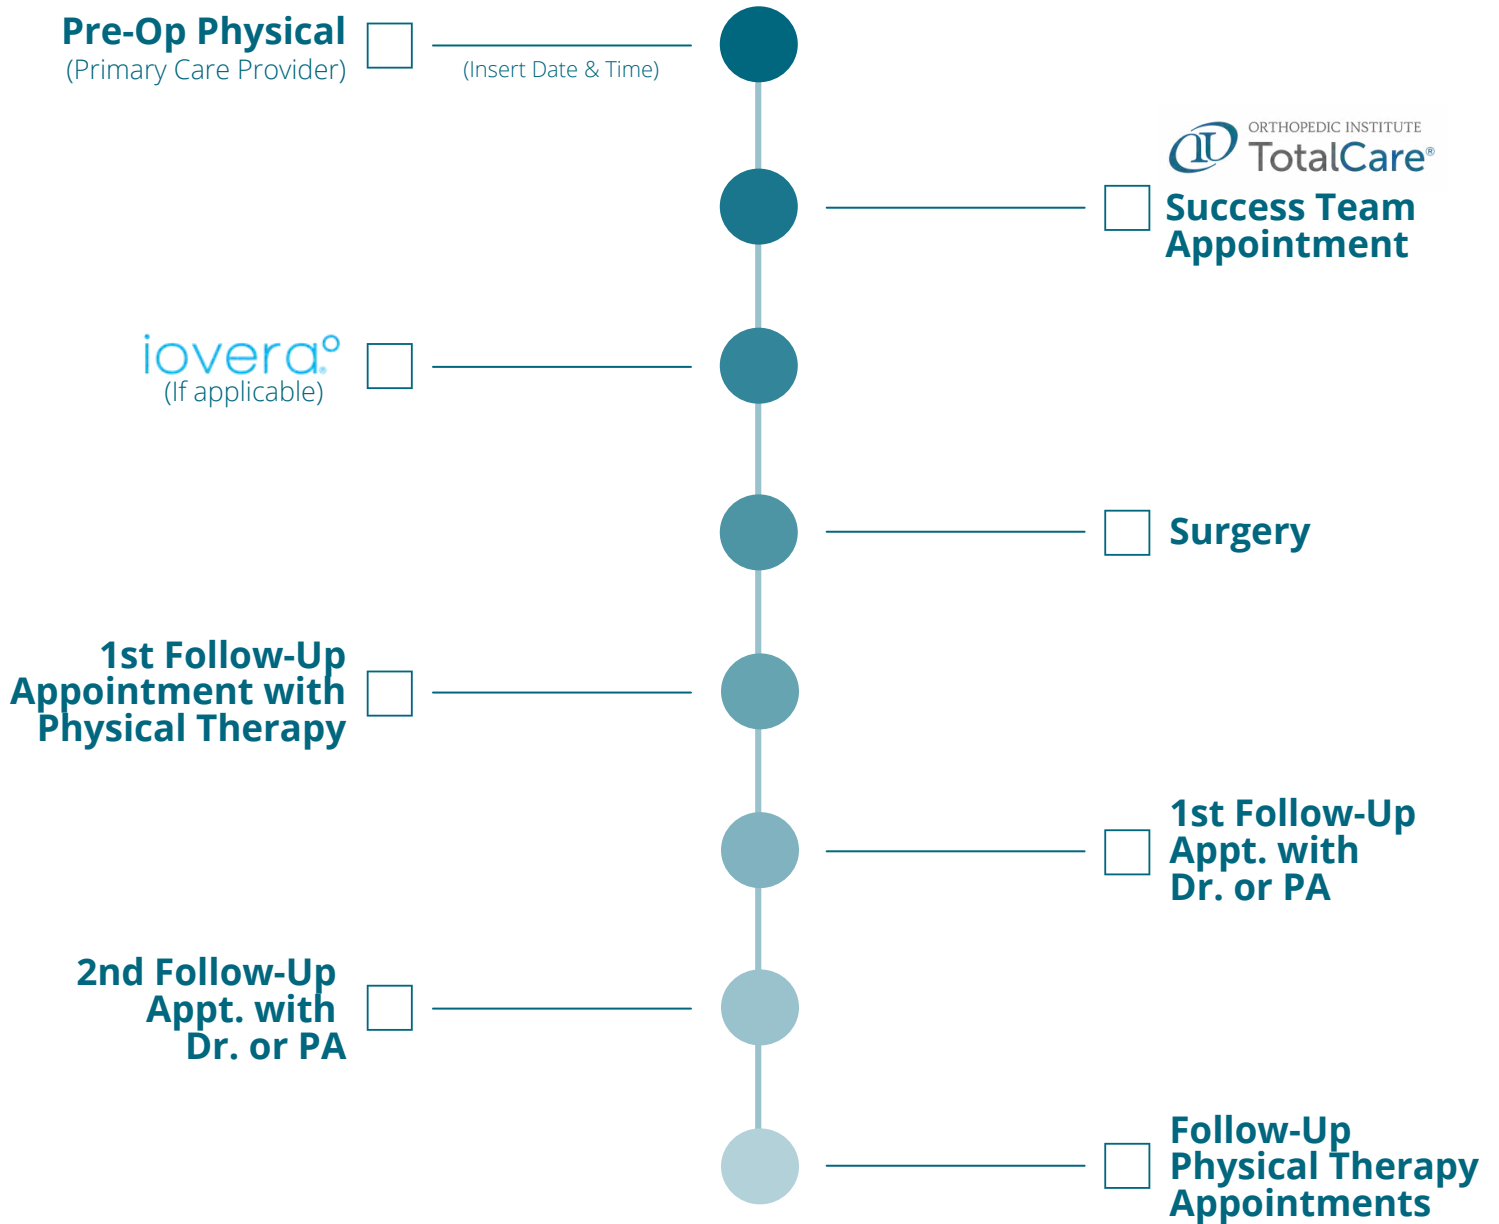 Pre-Op Physical
(Primary Care Provider)
(Insert Date & Time)
ORTHOPEDIC INSTITUTE
TotalCare®
Success Team
Appointment
iovera°®
(If applicable)
Surgery
1st Follow-Up
Appointment with
Physical Therapy
1st Follow-Up
Appt. with
Dr. or PA
2nd Follow-Up
Appt. with
Dr. or PA
Follow-Up
Physical Therapy
Appointments